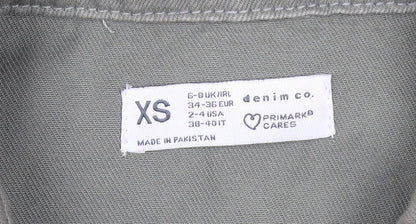 XS
6-8 UK/IRL
34-36 EUR
2-4 USA
38-40 IT
MADE IN PAKISTAN
denim co.
PRIMARK®
CARES